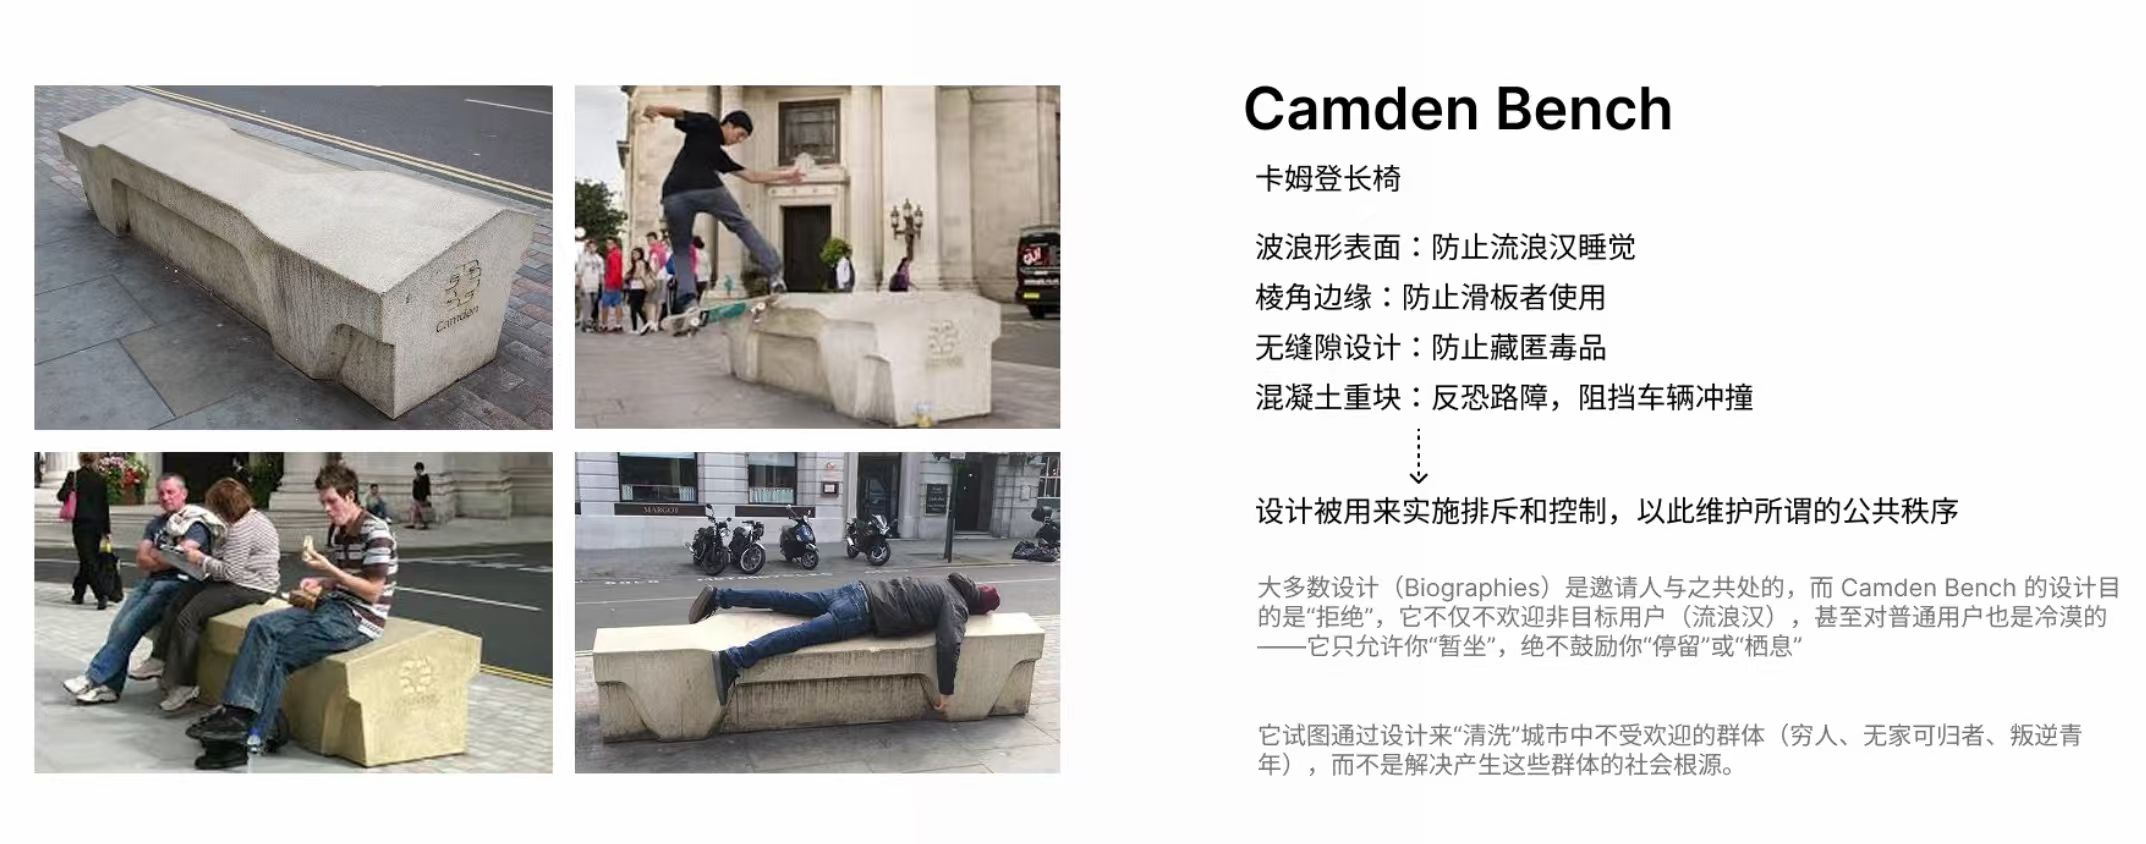 Camden Bench
卡姆登长椅
波浪形表面：防止流浪汉睡觉
棱角边缘：防止滑板者使用
无缝隙设计：防止藏匿毒品
混凝土重块：反恐路障，阻挡车辆冲撞
设计被用来实施排斥和控制，以此维护所谓的公共秩序
大多数设计（Biographies）是邀请人与之共处的，而 Camden Bench 的设计目
的是“拒绝”，它不仅不欢迎非目标用户（流浪汉），甚至对普通用户也是冷漠的
——它只允许你“暂坐”，绝不鼓励你“停留”或“栖息”
它试图通过设计来“清洗”城市中不受欢迎的群体（穷人、无家可归者、叛逆青
年），而不是解决产生这些群体的社会根源。
Camden
MARGOT